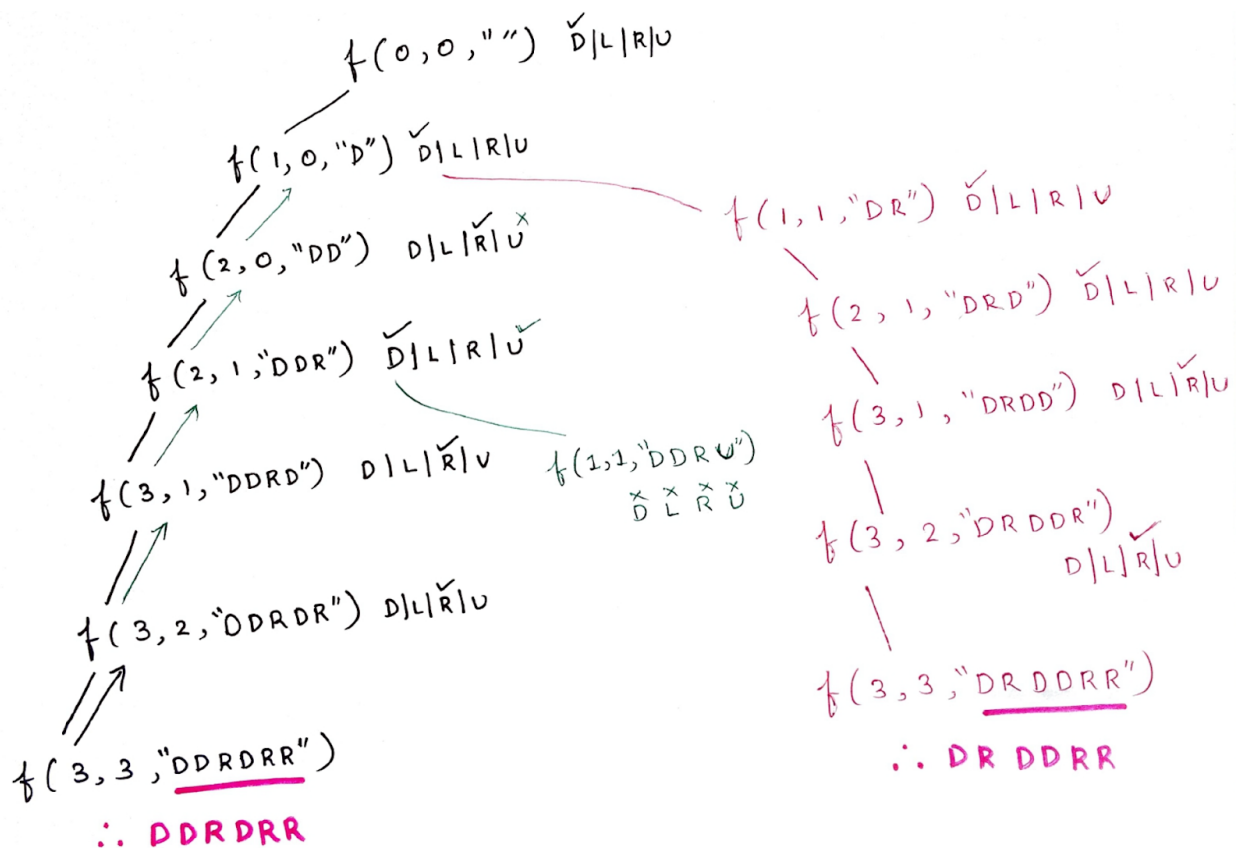 f(0,0,"") D|L|R|U
f(1,0,"D") D|L|R|U
f(2,0,"DD") D|L|R|U
f(2,1,"DDR") D|L|R|U
f(3,1,"DDRD") D|L|R|U
f(1,1,"DDRU")
D L R U
f(3,2,"DDRDR") D|L|R|U
f(3,3,"DDRDRR")
∴ DDRDRR
f(1,1,"DR") D|L|R|U
f(2,1,"DRD") D|L|R|U
f(3,1,"DRDD") D|L|R|U
f(3,2,"DRDDR")
D|L|R|U
f(3,3,"DRDDRR")
∴ DR DDRR